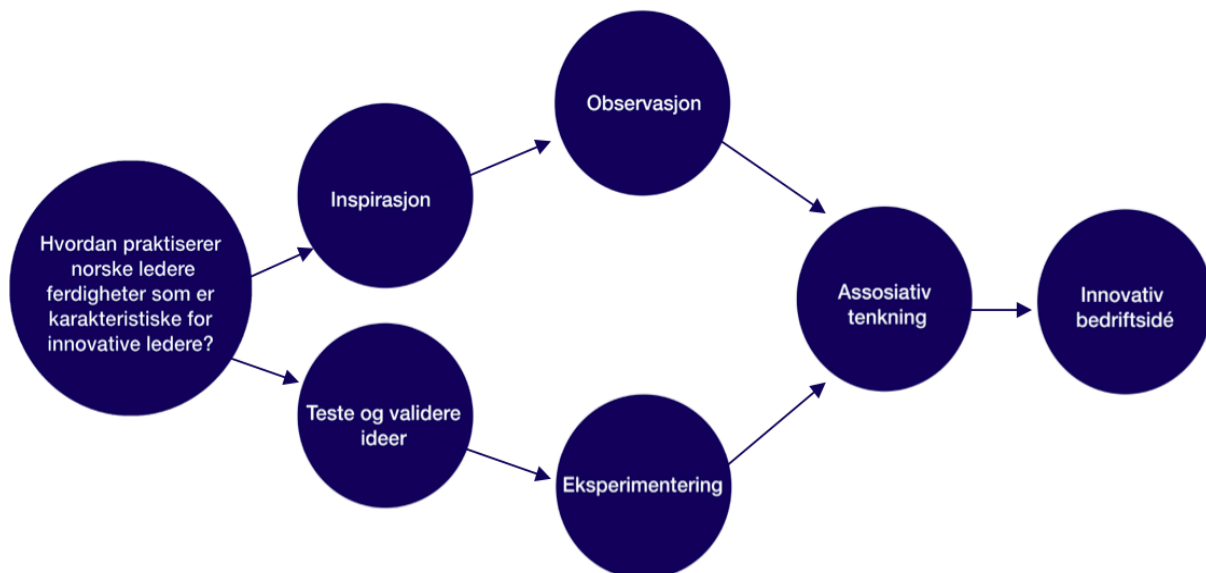 Observasjon
Inspirasjon
Hvordan praktiserer
norske ledere
ferdigheter som er
karakteristiske for
innovative ledere?
Assosiativ
tenkning
Innovativ
bedriftsidé
Teste og validere
ideer
Eksperimentering